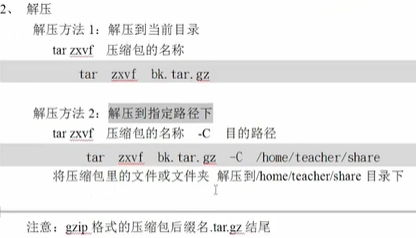 2、 解压
解压方法 1：解压到当前目录
tar zxvf 压缩包的名称
tar zxvf bk.tar.gz
解压方法 2：解压到指定路径下
tar zxvf 压缩包的名称 -C 目的路径
tar zxvf bk.tar.gz -C /home/teacher/share
将压缩包里的文件或文件夹 解压到/home/teacher/share 目录下
注意：gzip 格式的压缩包后缀名.tar.gz 结尾